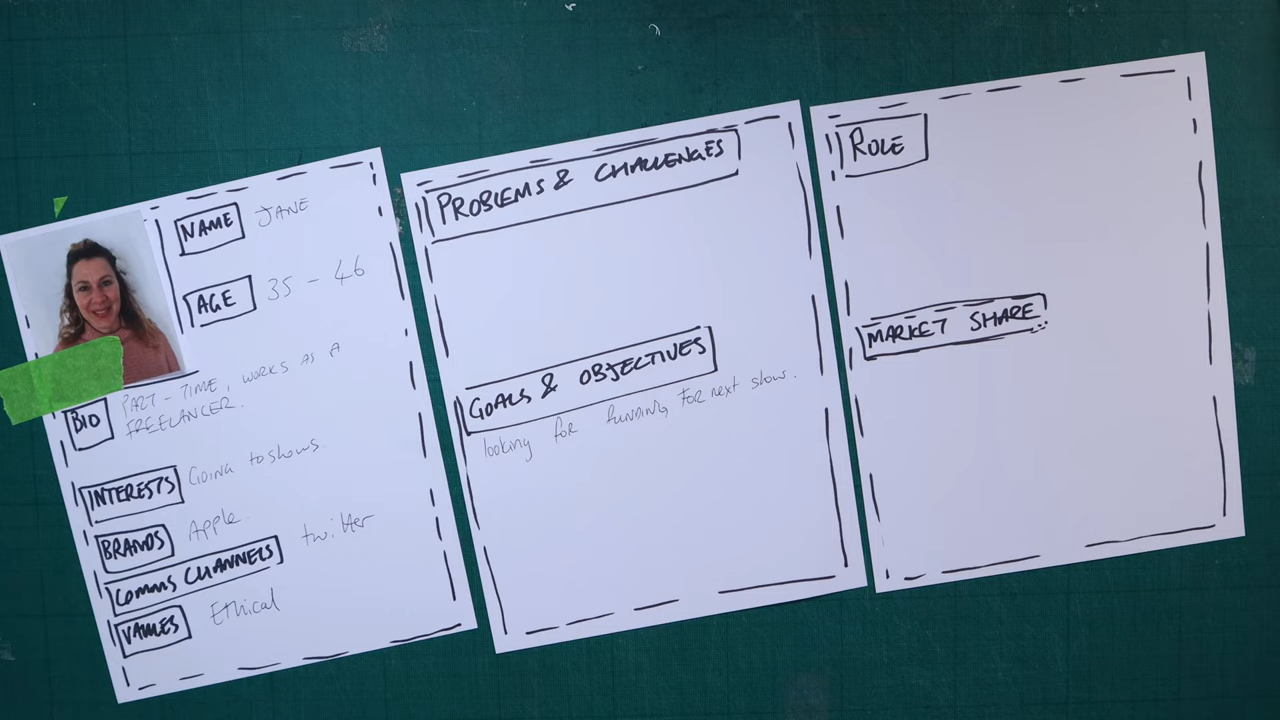 NAME JANE
AGE 35 - 46
BIO PART-TIME, WORKS AS A
FREELANCER.
INTERESTS Going to shows.
BRANDS Apple
COMMS CHANNELS twitter
VALUES Ethical
PROBLEMS & CHALLENGES
GOALS & OBJECTIVES
looking for funding for next show.
ROLE
MARKET SHARE